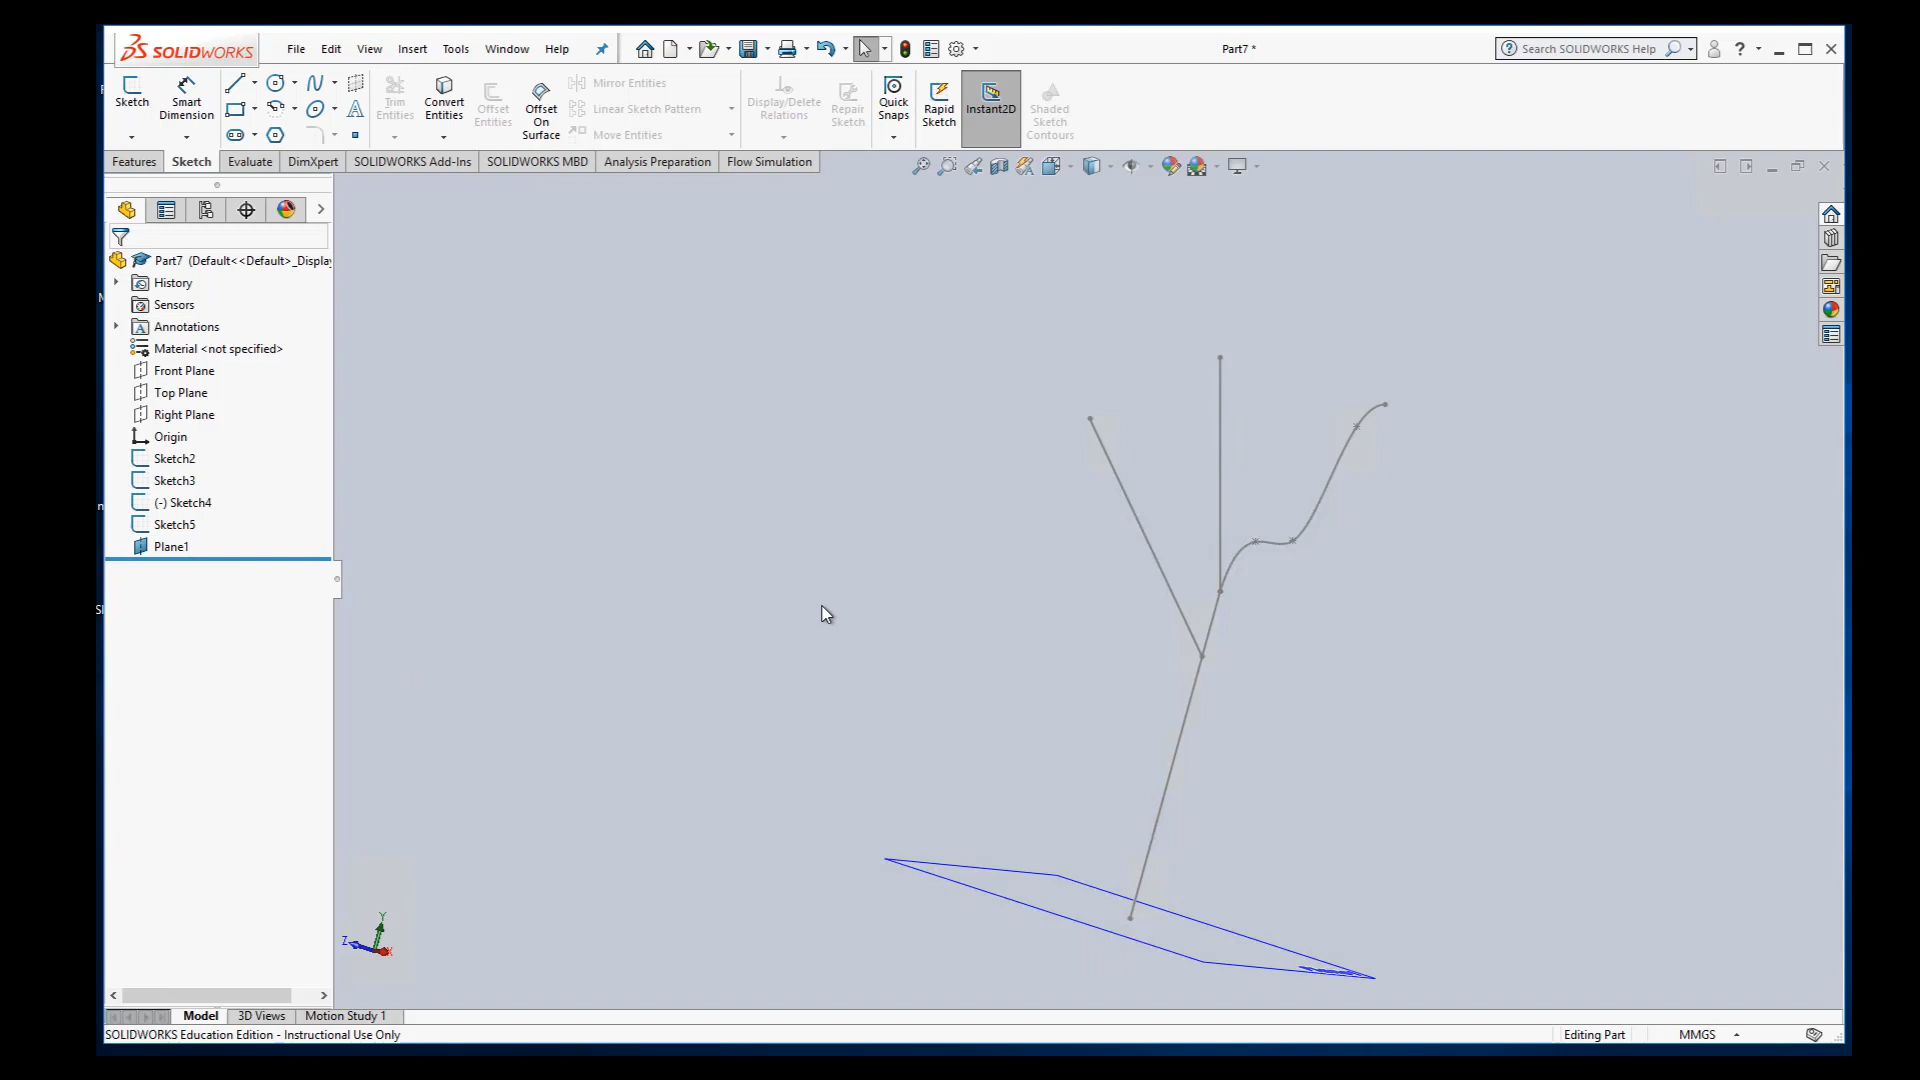 SOLIDWORKS File Edit View Insert Tools Window Help Part7 * Search SOLIDWORKS Help ?
Sketch Smart Dimension Trim Entities Convert Entities Offset Entities Offset On Surface Mirror Entities Linear Sketch Pattern Move Entities Display/Delete Relations Repair Sketch Quick Snaps Rapid Sketch Instant2D Shaded Sketch Contours
Features Sketch Evaluate DimXpert SOLIDWORKS Add-Ins SOLIDWORKS MBD Analysis Preparation Flow Simulation
Part7 (Default<<Default>_Displa
History
Sensors
Annotations
Material <not specified>
Front Plane
Top Plane
Right Plane
Origin
Sketch2
Sketch3
(-) Sketch4
Sketch5
Plane1
Y
Z X
Model 3D Views Motion Study 1
SOLIDWORKS Education Edition - Instructional Use Only Editing Part MMGS